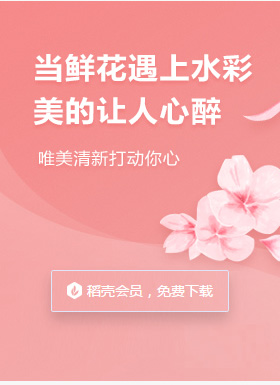 当鲜花遇上水彩
美的让人心醉
唯美清新打动你心
稻壳会员，免费下载